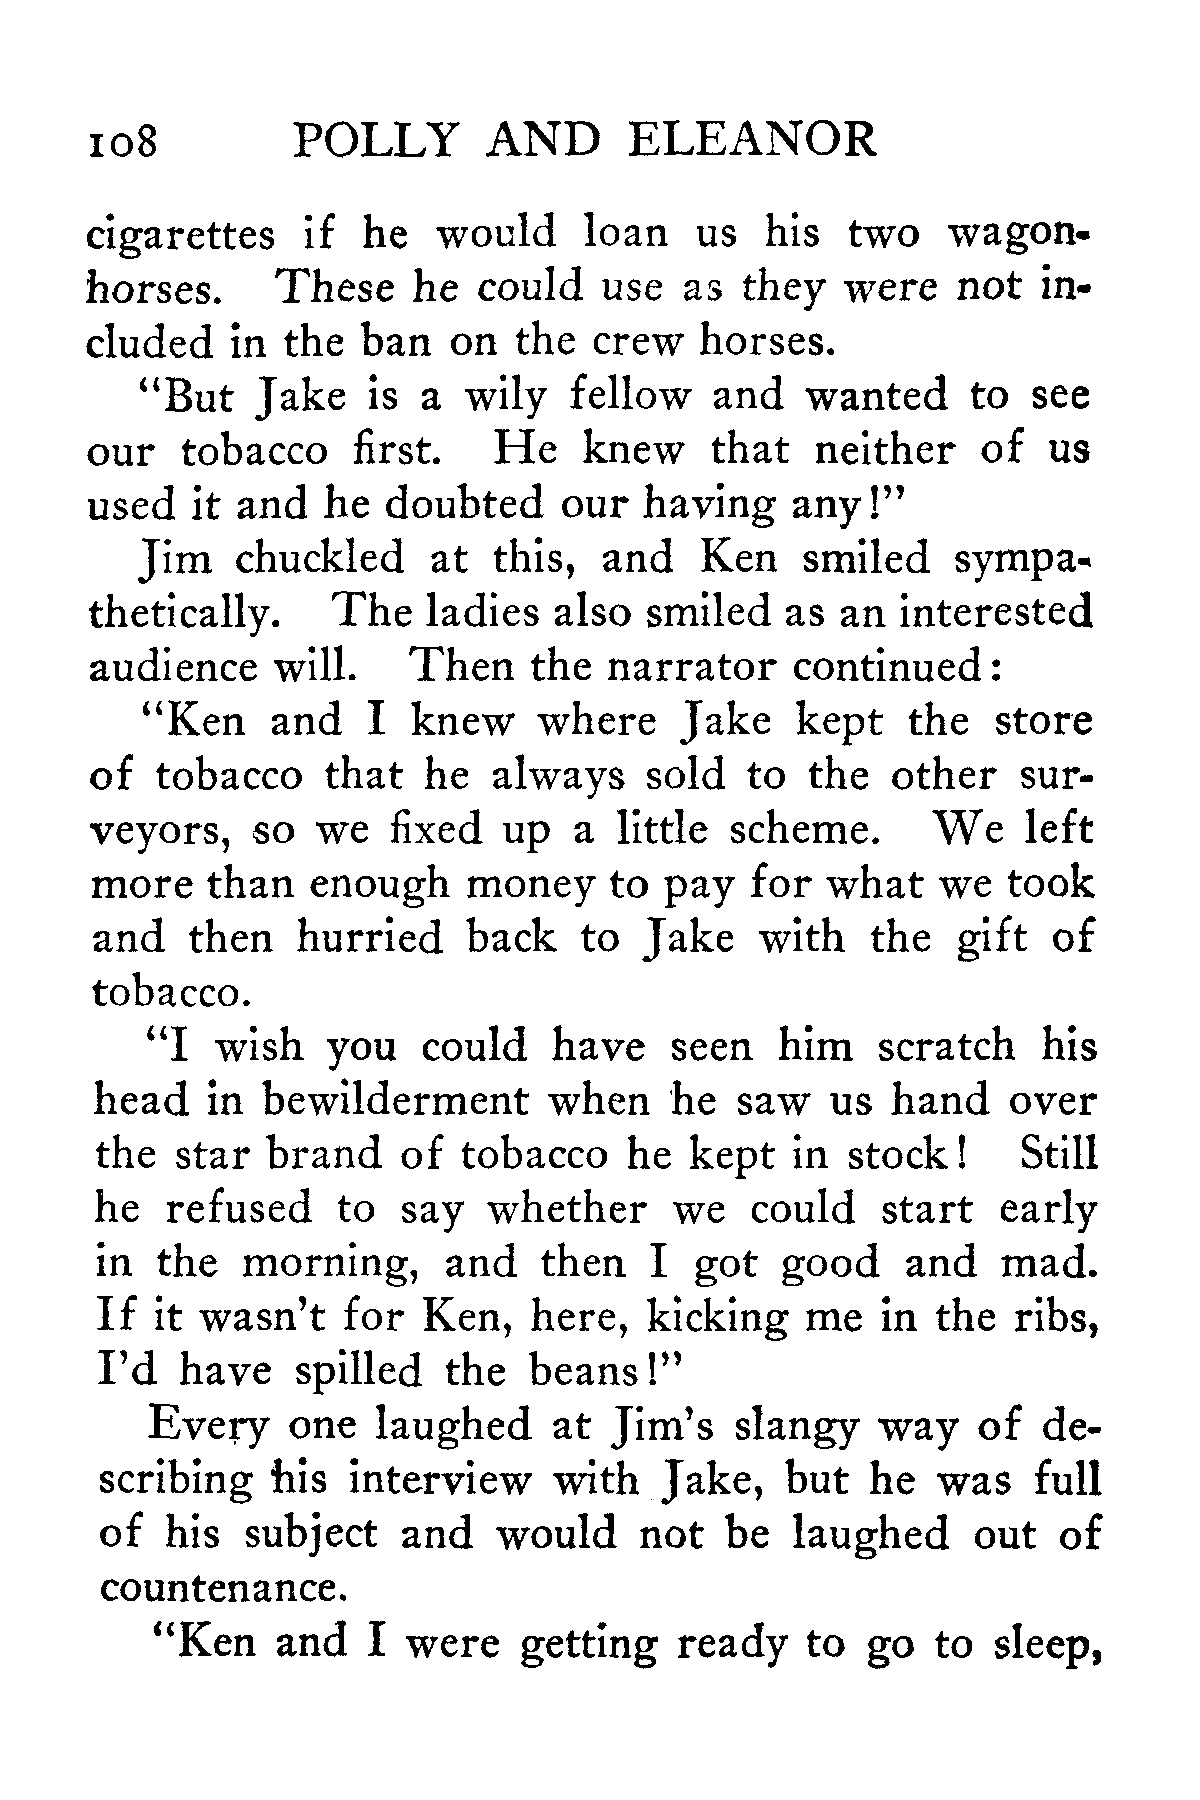 108 POLLY AND ELEANOR
cigarettes if he would loan us his two wagon-
horses. These he could use as they were not in-
cluded in the ban on the crew horses.
“But Jake is a wily fellow and wanted to see
our tobacco first. He knew that neither of us
used it and he doubted our having any!”
Jim chuckled at this, and Ken smiled sympa-
thetically. The ladies also smiled as an interested
audience will. Then the narrator continued:
“Ken and I knew where Jake kept the store
of tobacco that he always sold to the other sur-
veyors, so we fixed up a little scheme. We left
more than enough money to pay for what we took
and then hurried back to Jake with the gift of
tobacco.
“I wish you could have seen him scratch his
head in bewilderment when he saw us hand over
the star brand of tobacco he kept in stock! Still
he refused to say whether we could start early
in the morning, and then I got good and mad.
If it wasn’t for Ken, here, kicking me in the ribs,
I’d have spilled the beans!”
Every one laughed at Jim’s slangy way of de-
scribing his interview with Jake, but he was full
of his subject and would not be laughed out of
countenance.
“Ken and I were getting ready to go to sleep,